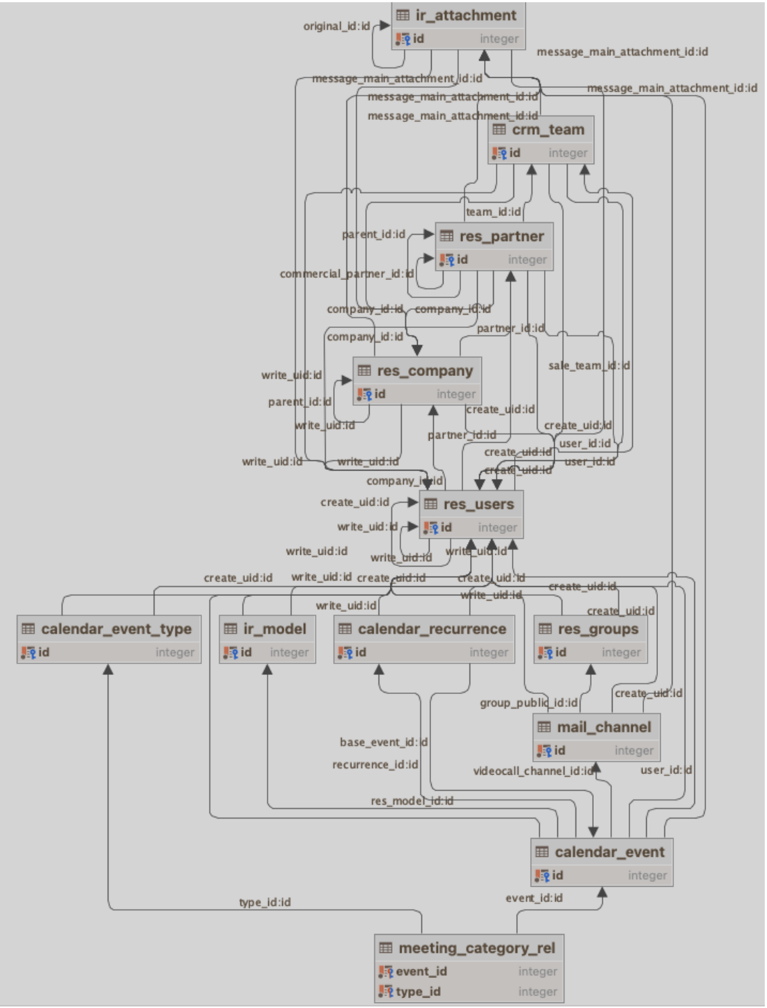 ir_attachment
original_id:id
id integer
message_main_attachment_id:id
message_main_attachment_id:id
message_main_attachment_id:id
message_main_attachment_id:id
message_main_attachment_id:id
crm_team
id integer
team_id:id
parent_id:id
res_partner
id integer
commercial_partner_id:id
company_id:id company_id:id
partner_id:id
company_id:id
sale_team_id:id
res_company
write_uid:id
id integer
parent_id:id
create_uid:id
write_uid:id
create_uid:id
partner_id:id
user_id:id
create_uid:id
write_uid:id write_uid:id
user_id:id
create_uid:id
company_id:id
res_users
create_uid:id
write_uid:id
id integer
write_uid:id
write_uid:id
write_uid:id
create_uid:id write_uid:id create_uid:id create_uid:id
create_uid:id
write_uid:id
write_uid:id
create_uid:id
calendar_event_type ir_model calendar_recurrence res_groups
id integer id integer id integer id integer
create_uid:id
group_public_id:id
mail_channel
base_event_id:id
id integer
recurrence_id:id
videocall_channel_id:id user_id:id
res_model_id:id
calendar_event
id integer
type_id:id
event_id:id
meeting_category_rel
event_id integer
type_id integer